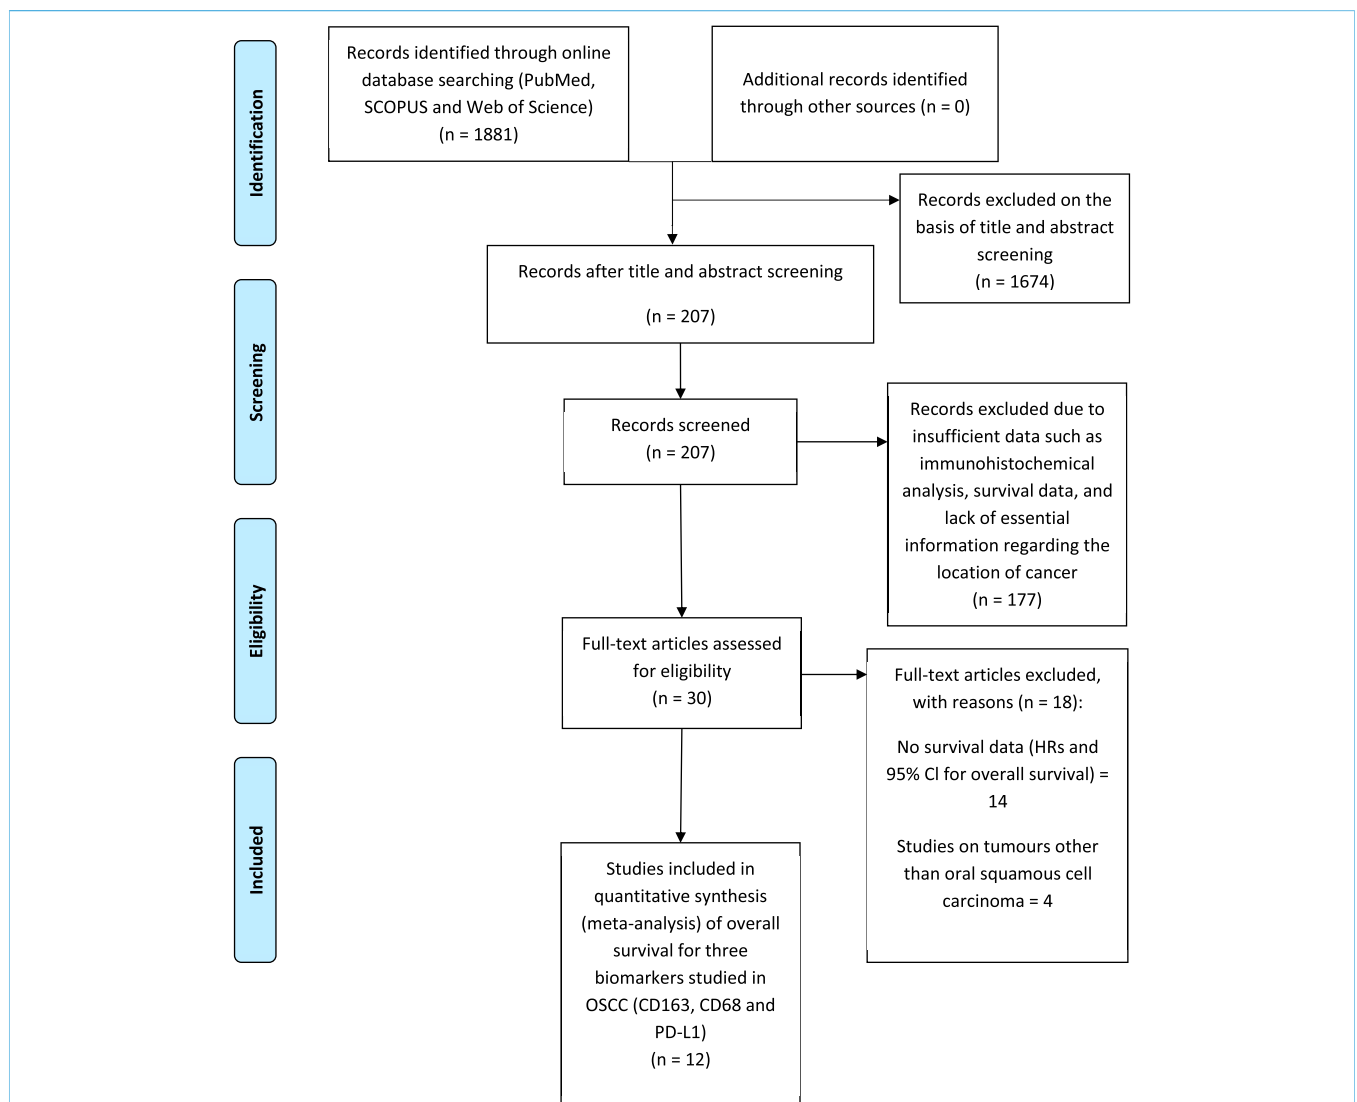 Identification
Records identified through online
database searching (PubMed,
SCOPUS and Web of Science)
(n = 1881)
Additional records identified
through other sources (n = 0)
Records excluded on the
basis of title and abstract
screening
(n = 1674)
Records after title and abstract screening
(n = 207)
Screening
Records screened
(n = 207)
Records excluded due to
insufficient data such as
immunohistochemical
analysis, survival data, and
lack of essential
information regarding the
location of cancer
(n = 177)
Eligibility
Full-text articles assessed
for eligibility
(n = 30)
Full-text articles excluded,
with reasons (n = 18):
No survival data (HRs and
95% Cl for overall survival) =
14
Studies on tumours other
than oral squamous cell
carcinoma = 4
Included
Studies included in
quantitative synthesis
(meta-analysis) of overall
survival for three
biomarkers studied in
OSCC (CD163, CD68 and
PD-L1)
(n = 12)